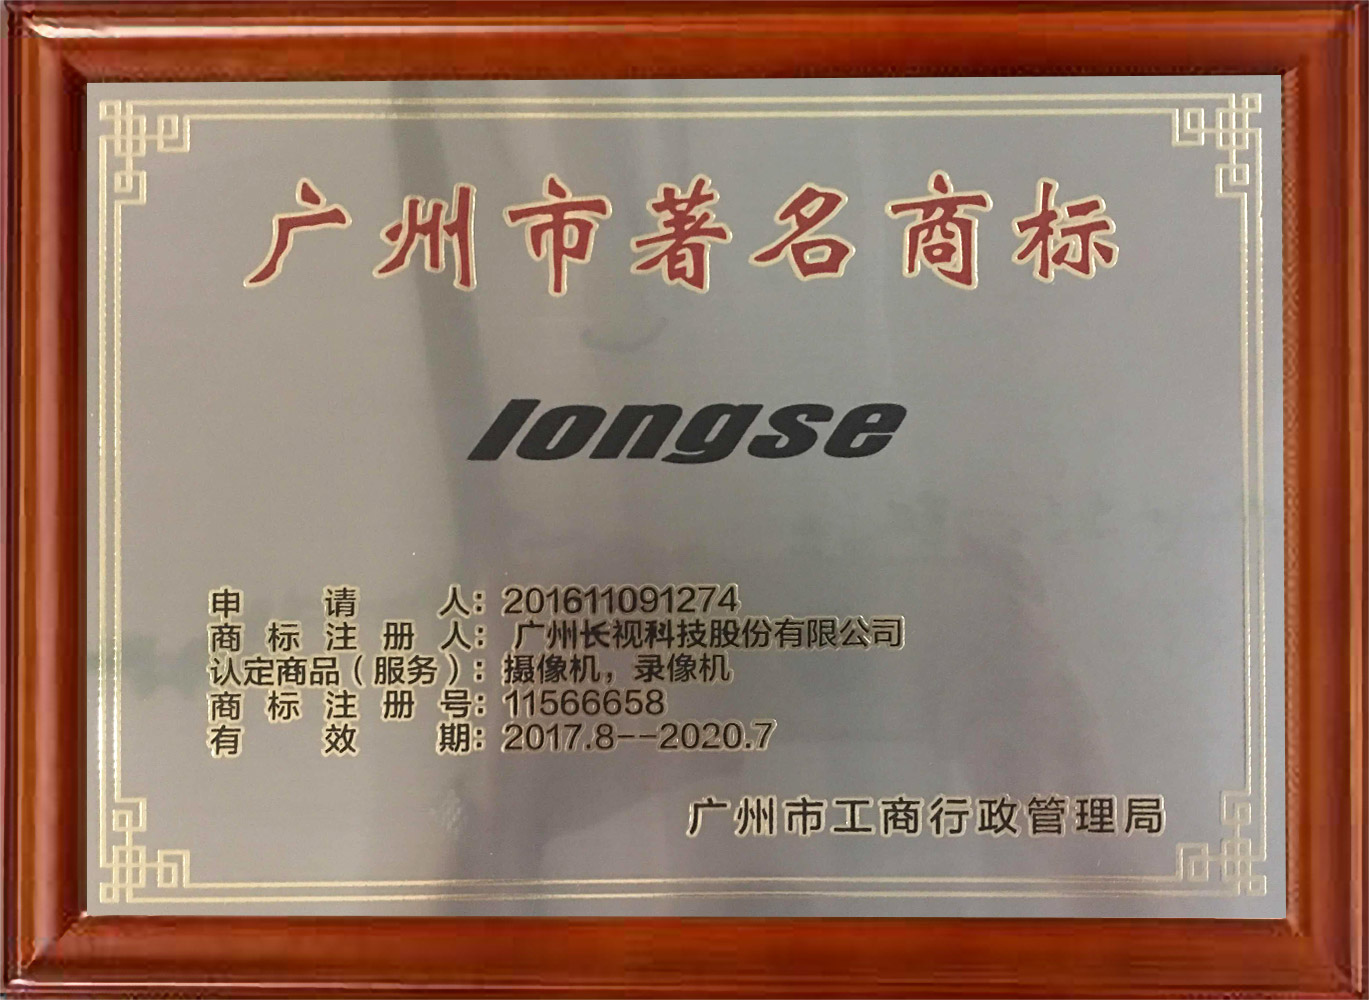 广州市著名商标
longse
申请人：201611091274
商标注册人：广州长视科技股份有限公司
认定商品（服务）：摄像机，录像机
商标注册号：11566658
有效期：2017.8--2020.7
广州市工商行政管理局